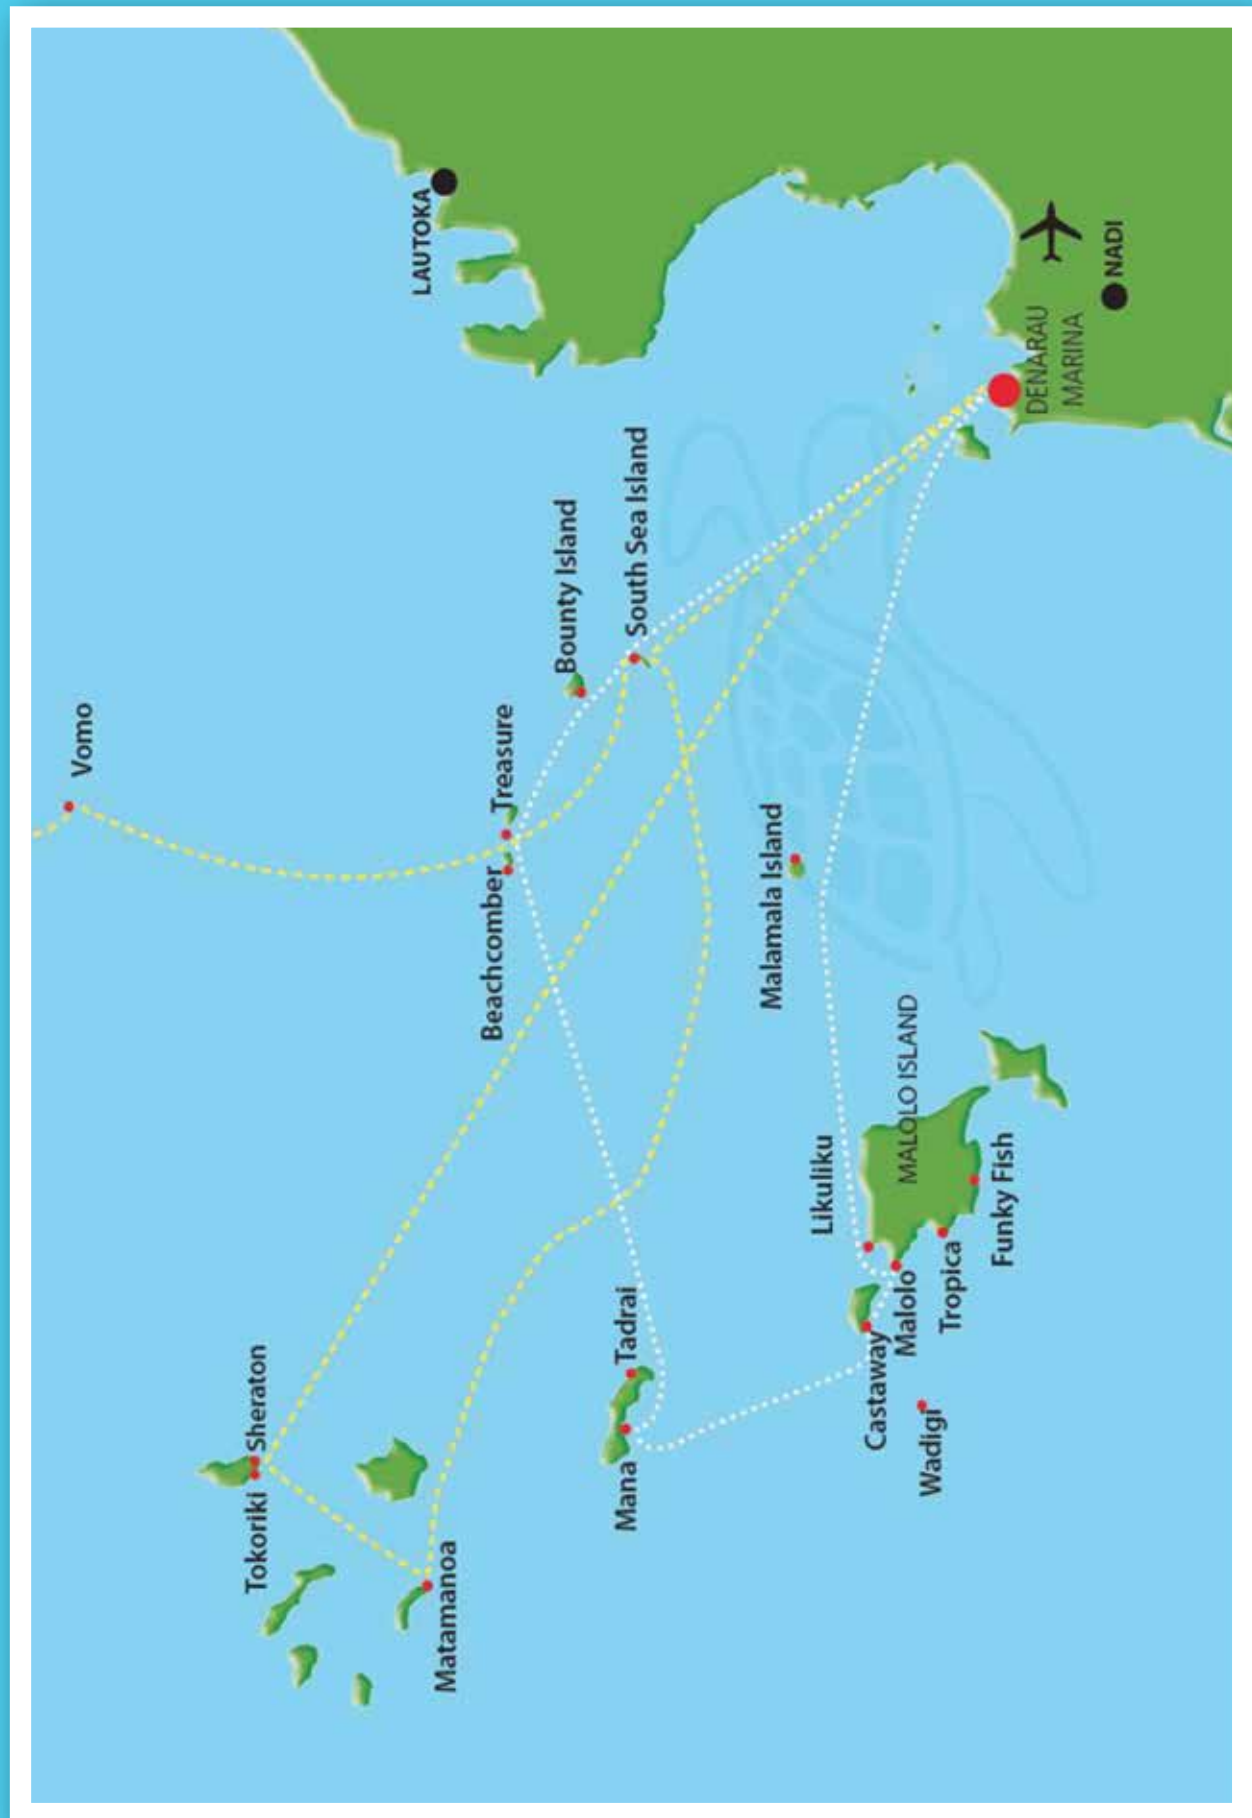 Vomo
LAUTOKA
Tokoriki
Sheraton
Matamanoa
Beachcomber
Treasure
Bounty Island
South Sea Island
Mana
Tadrai
Malamala Island
Likuliku
MALOLO ISLAND
Castaway
Malolo
Wadigi
Tropica
Funky Fish
DENARAU
MARINA
NADI